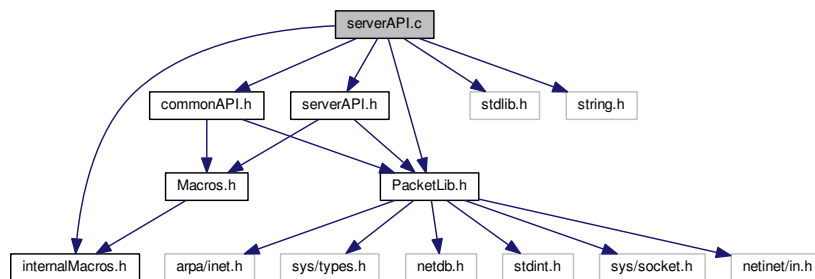 serverAPI.c
commonAPI.h
serverAPI.h
stdlib.h
string.h
Macros.h
PacketLib.h
internalMacros.h
arpa/inet.h
sys/types.h
netdb.h
stdint.h
sys/socket.h
netinet/in.h